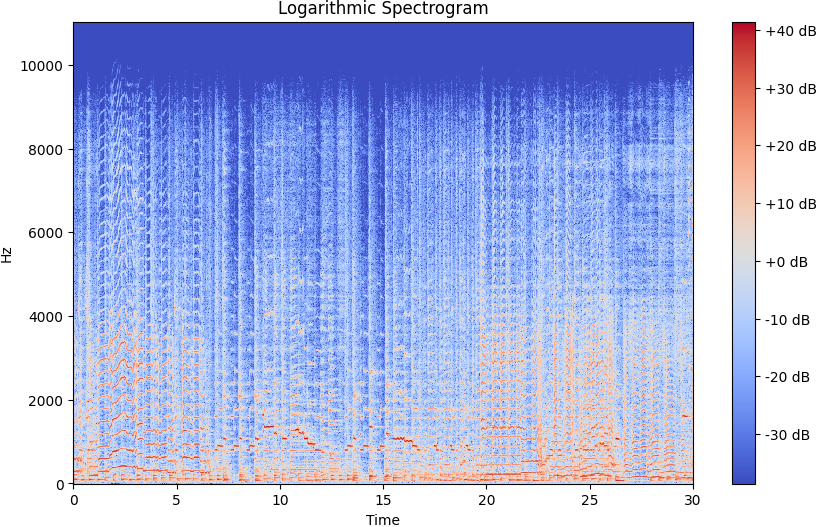 Logarithmic Spectrogram
Hz
10000
8000
6000
4000
2000
0
0 5 10 15 20 25 30
Time
+40 dB
+30 dB
+20 dB
+10 dB
+0 dB
-10 dB
-20 dB
-30 dB